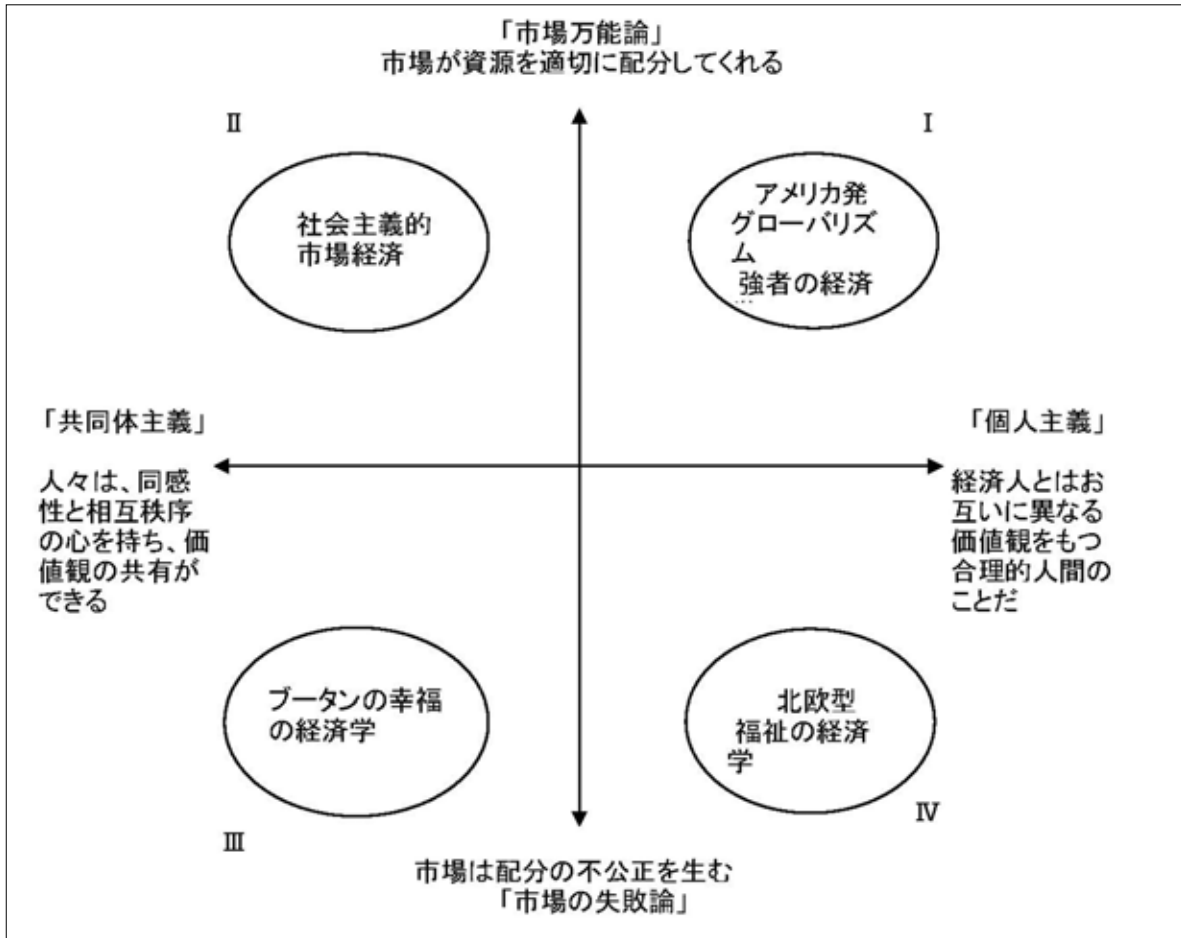 「市場万能論」
市場が資源を適切に配分してくれる
Ⅱ
Ⅰ
社会主義的
市場経済
アメリカ発
グローバリズ
ム
強者の経済
「共同体主義」
人々は、同感
性と相互秩序
の心を持ち、価
値観の共有が
できる
「個人主義」
経済人とはお
互いに異なる
価値観をもつ
合理的人間の
ことだ
ブータンの幸福
の経済学
北欧型
福祉の経済
学
Ⅲ
Ⅳ
市場は配分の不公正を生む
「市場の失敗論」